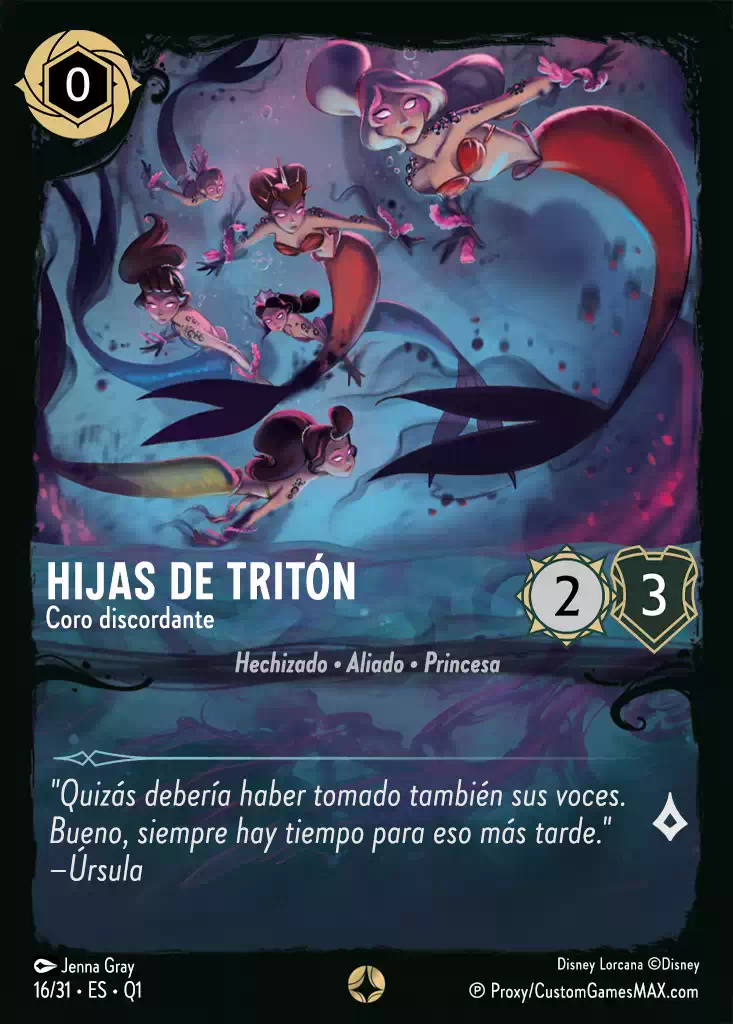 0
HIJAS DE TRITÓN
Coro discordante
2
3
Hechizado • Aliado • Princesa
"Quizás debería haber tomado también sus voces.
Bueno, siempre hay tiempo para eso más tarde."
—Úrsula
Jenna Gray
Disney Lorcana ©Disney
16/31 • ES • Q1
Ⓟ Proxy/CustomGamesMAX.com